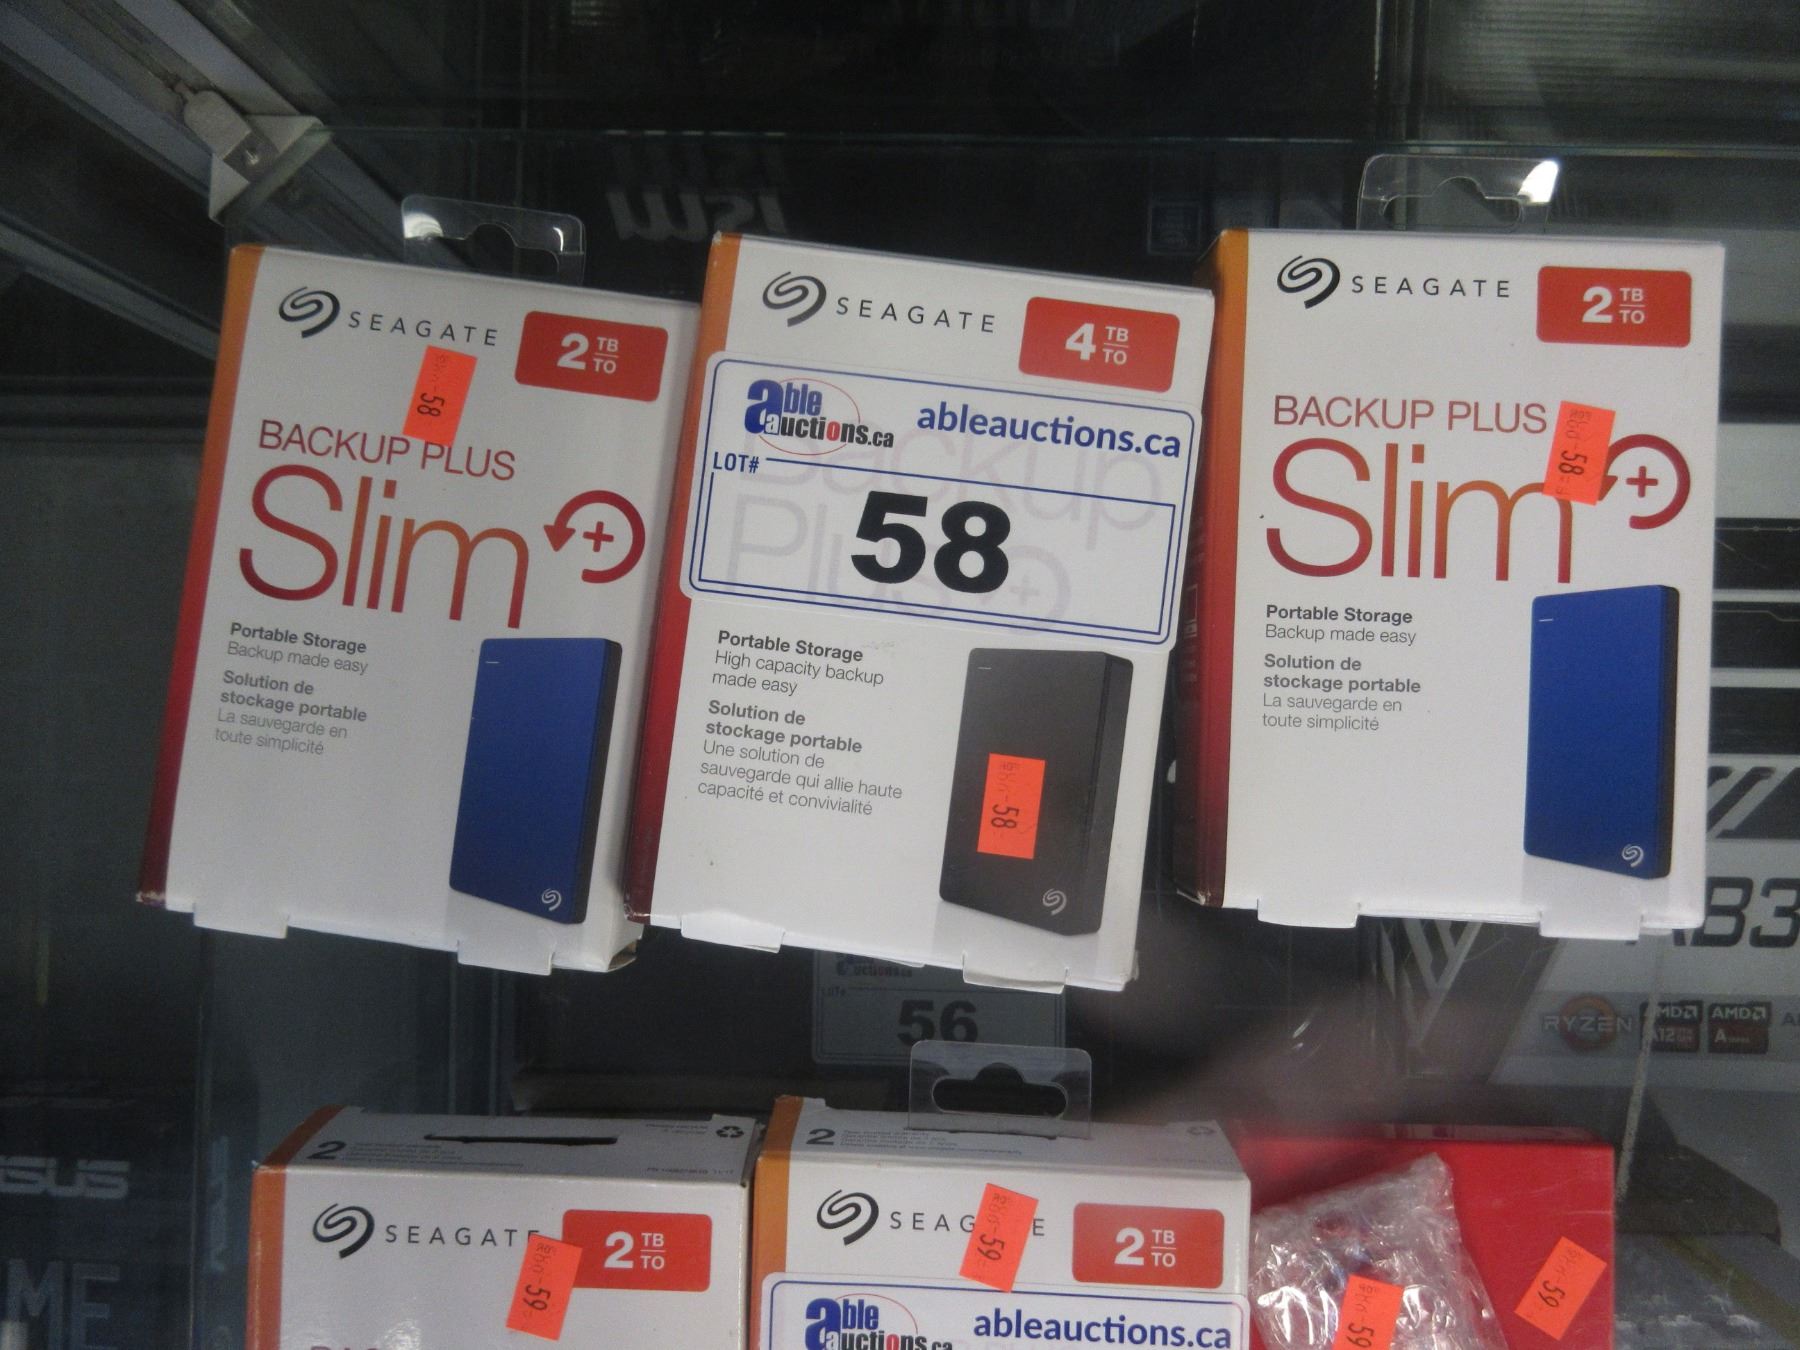 msi
SEAGATE
2 TB
TO
58
BACKUP PLUS
Slim
Portable Storage
Backup made easy
Solution de
stockage portable
La sauvegarde en
toute simplicité
SEAGATE
4 TB
TO
able
auctions.ca
ableauctions.ca
LOT#
58
Backup
Plus
Portable Storage
High capacity backup
made easy
Solution de
stockage portable
Une solution de
sauvegarde qui allie haute
capacité et convivialité
58
SEAGATE
2 TB
TO
BACKUP PLUS
58
Slim
Portable Storage
Backup made easy
Solution de
stockage portable
La sauvegarde en
toute simplicité
56
RYZEN
AMD
AMD
2
SEAGATE
2 TB
TO
59
2
SEAGATE
2 TB
TO
59
able
auctions.ca
ableauctions.ca
59
59